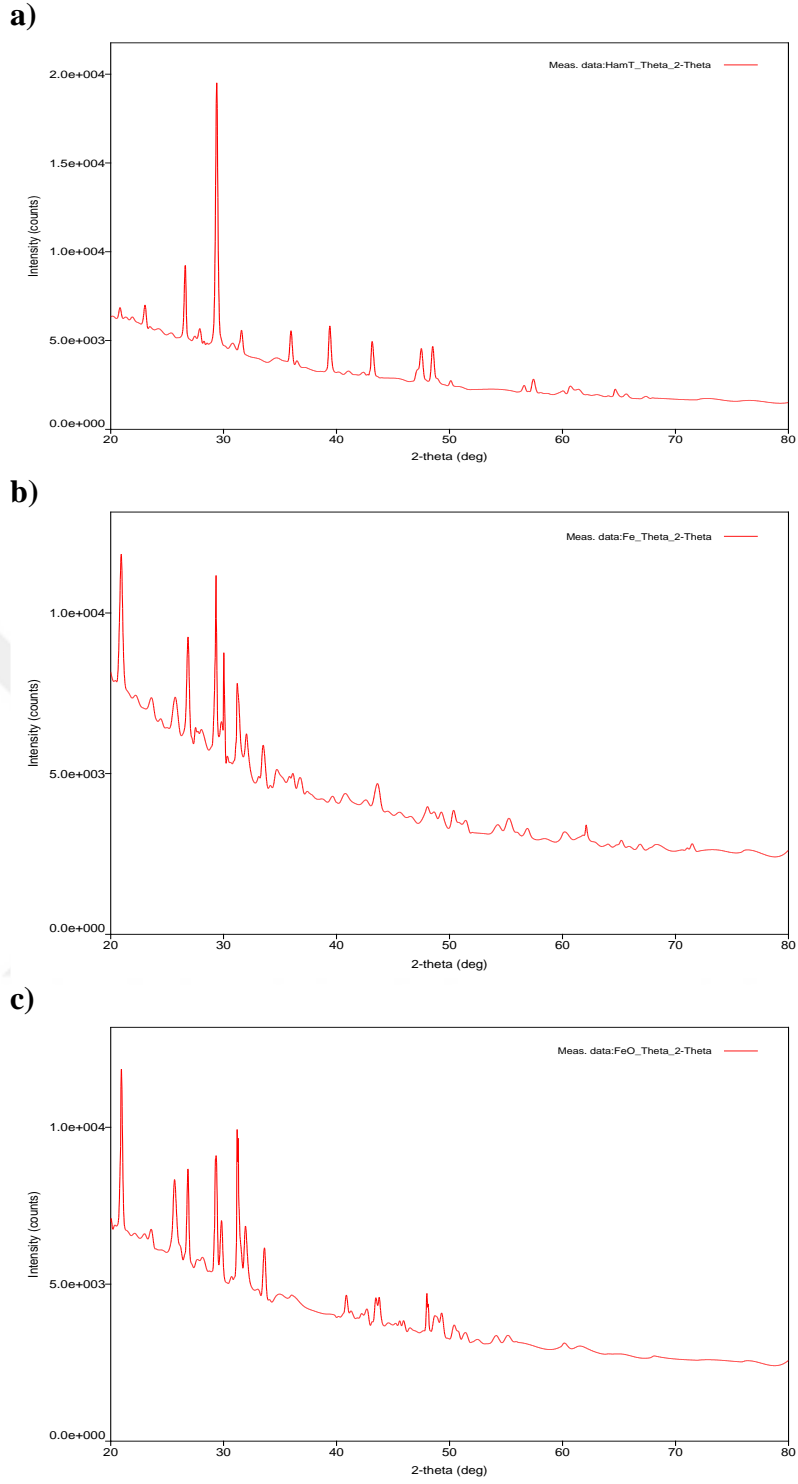 a)
Meas. data:HamT_Theta_2-Theta
2.0e+004
1.5e+004
1.0e+004
5.0e+003
0.0e+000
Intensity (counts)
20 30 40 50 60 70 80
2-theta (deg)
b)
Meas. data:Fe_Theta_2-Theta
1.0e+004
5.0e+003
0.0e+000
Intensity (counts)
20 30 40 50 60 70 80
2-theta (deg)
c)
Meas. data:FeO_Theta_2-Theta
1.0e+004
5.0e+003
0.0e+000
Intensity (counts)
20 30 40 50 60 70 80
2-theta (deg)